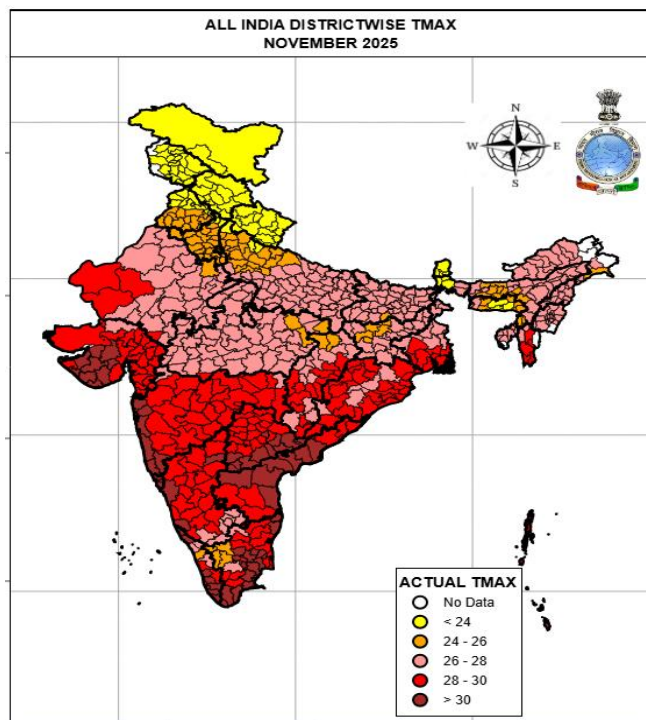 ALL INDIA DISTRICTWISE TMAX
NOVEMBER 2025
N
W E
S
ACTUAL TMAX
No Data
< 24
24 - 26
26 - 28
28 - 30
> 30